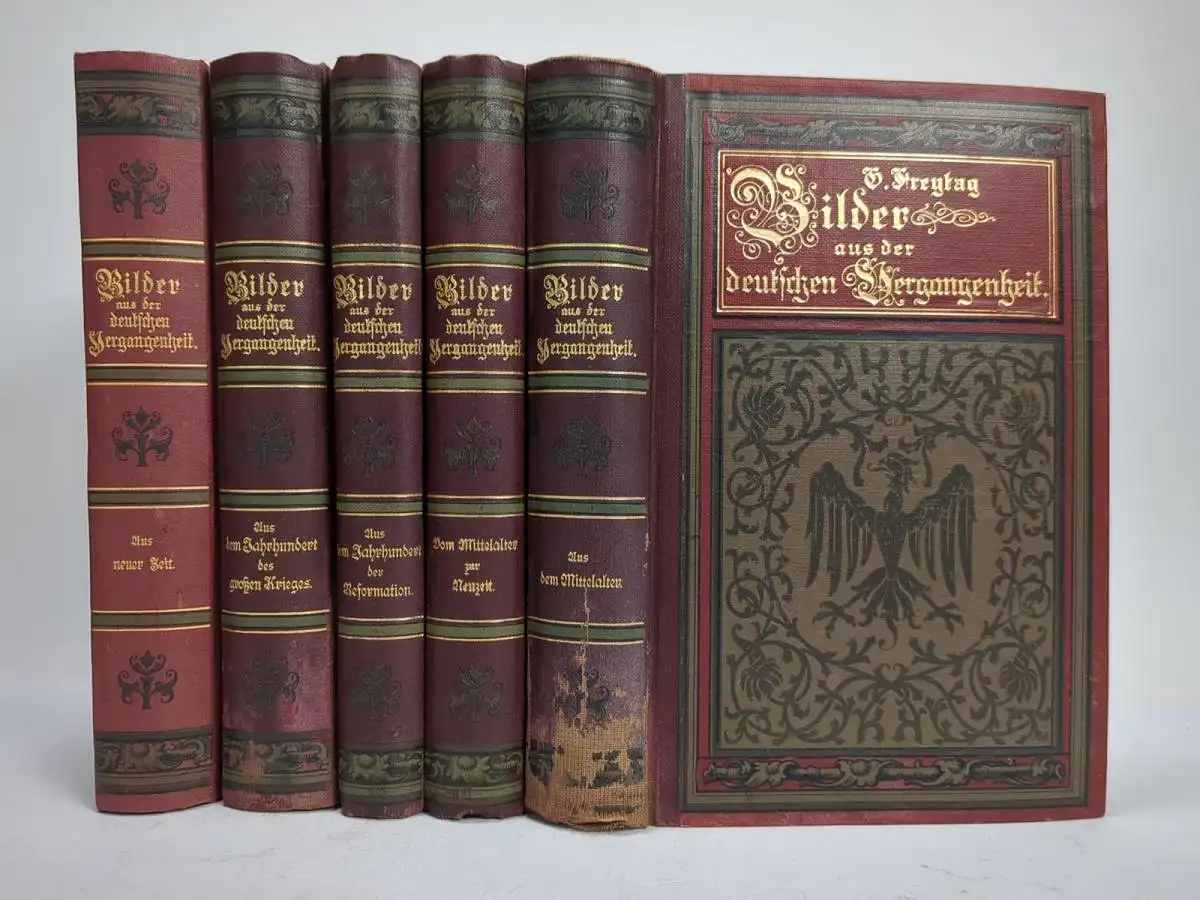 Bilder
aus der
deutschen
Vergangenheit.
Aus
neuer Zeit.
Bilder
aus der
deutschen
Vergangenheit.
Aus
dem Jahrhundert
des
großen Krieges.
Bilder
aus der
deutschen
Vergangenheit.
Aus
dem Jahrhundert
der
Reformation.
Bilder
aus der
deutschen
Vergangenheit.
Vom Mittelalter
zur
Neuzeit.
Bilder
aus der
deutschen
Vergangenheit.
Aus
dem Mittelalter
G. Freytag
Bilder
aus der
deutschen Vergangenheit.